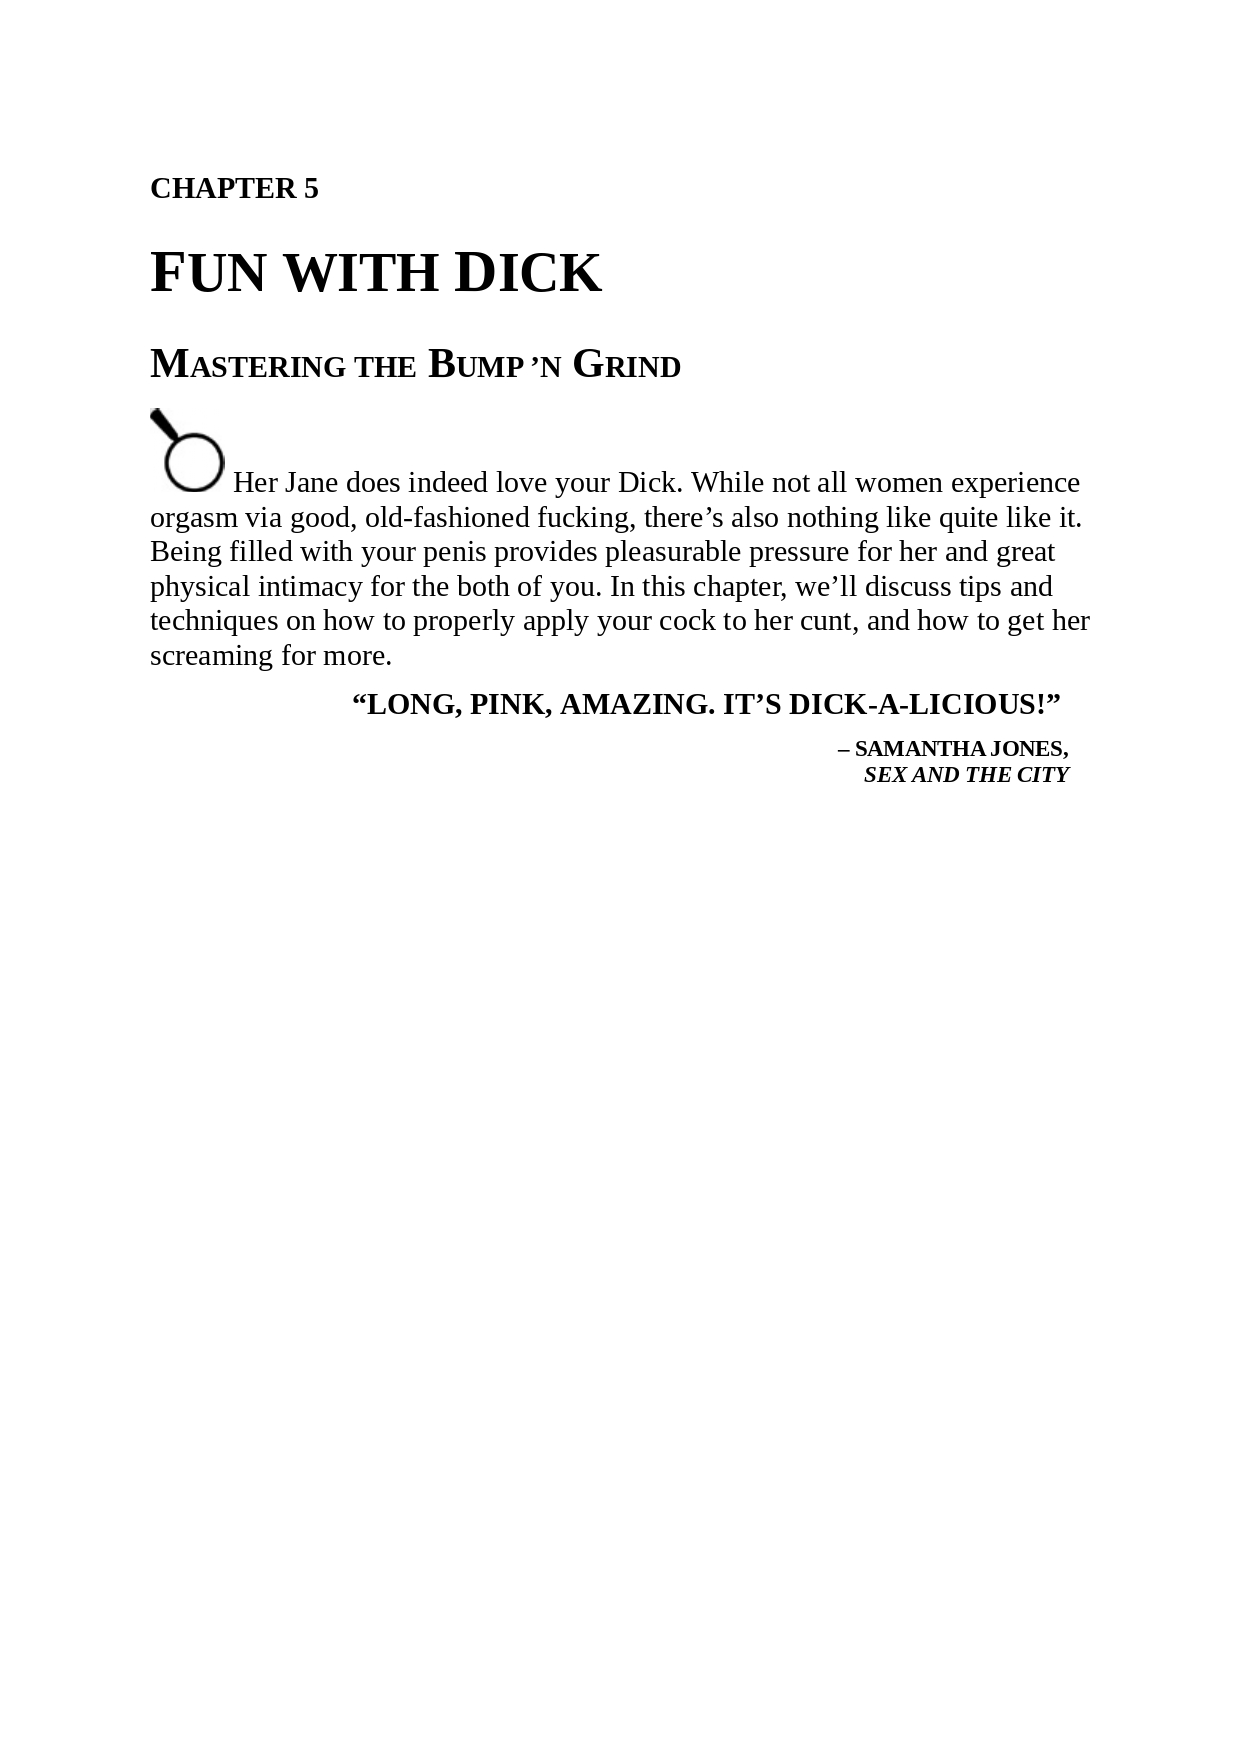 CHAPTER 5
FUN WITH DICK
MASTERING THE BUMP ’N GRIND
Her Jane does indeed love your Dick. While not all women experience
orgasm via good, old-fashioned fucking, there’s also nothing like quite like it.
Being filled with your penis provides pleasurable pressure for her and great
physical intimacy for the both of you. In this chapter, we’ll discuss tips and
techniques on how to properly apply your cock to her cunt, and how to get her
screaming for more.
“LONG, PINK, AMAZING. IT’S DICK-A-LICIOUS!”
– SAMANTHA JONES,
SEX AND THE CITY